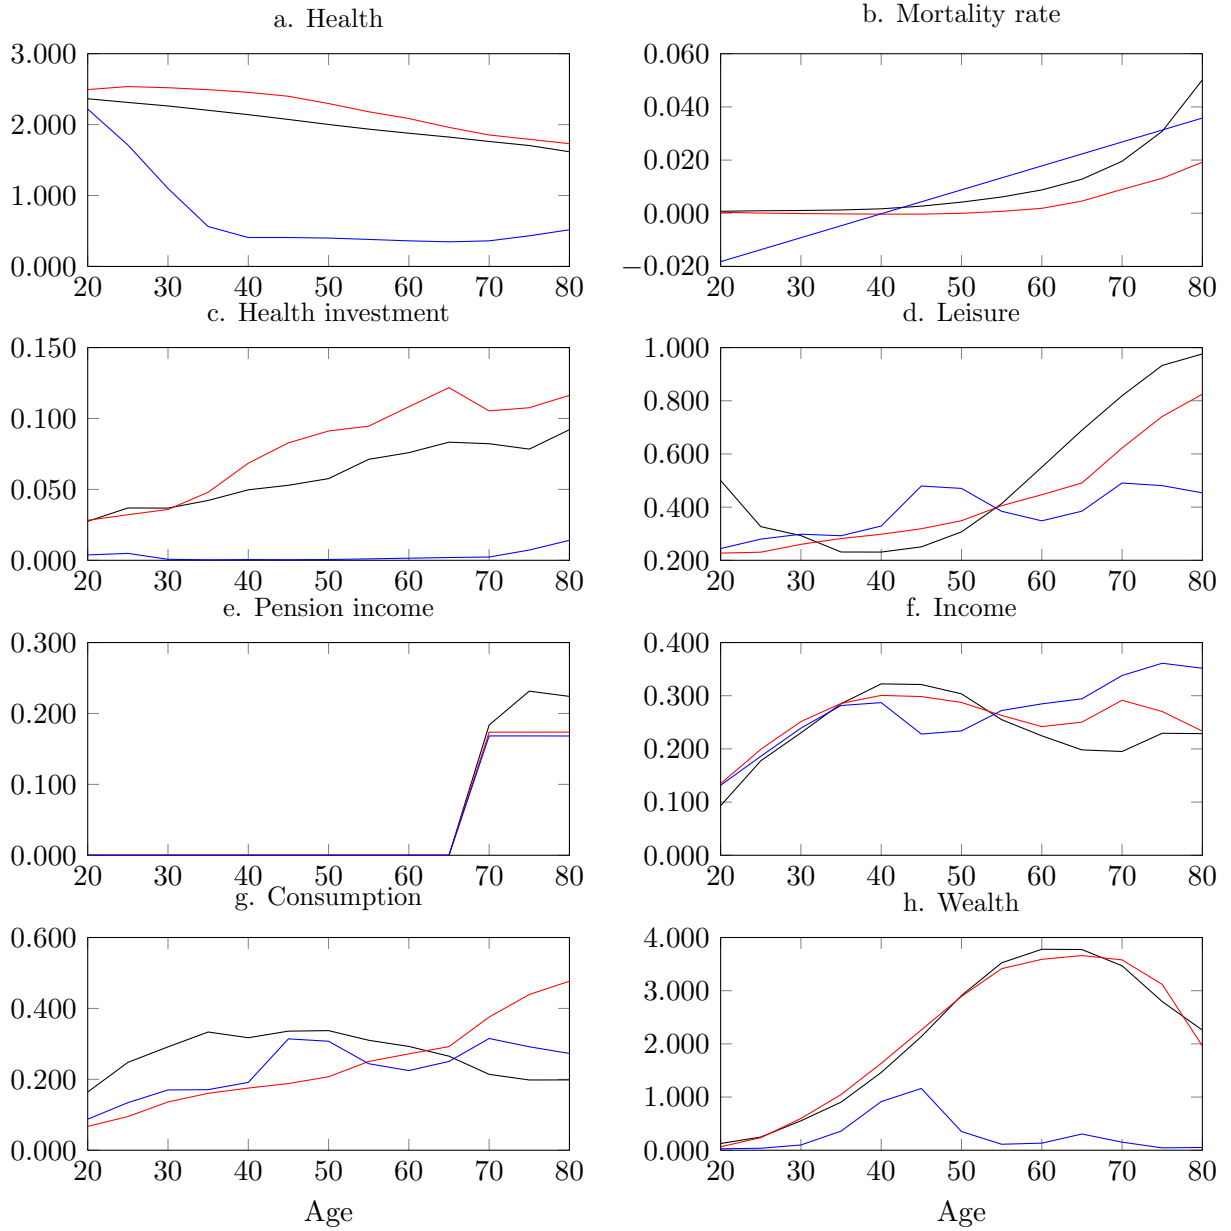 a. Health
b. Mortality rate
3.000
2.000
1.000
0.000
20 30 40 50 60 70 80
0.060
0.040
0.020
0.000
−0.020
20 30 40 50 60 70 80
c. Health investment
d. Leisure
0.150
0.100
0.050
0.000
20 30 40 50 60 70 80
1.000
0.800
0.600
0.400
0.200
20 30 40 50 60 70 80
e. Pension income
f. Income
0.300
0.200
0.100
0.000
20 30 40 50 60 70 80
0.400
0.300
0.200
0.100
0.000
20 30 40 50 60 70 80
g. Consumption
h. Wealth
0.600
0.400
0.200
0.000
20 30 40 50 60 70 80
Age
4.000
3.000
2.000
1.000
0.000
20 30 40 50 60 70 80
Age